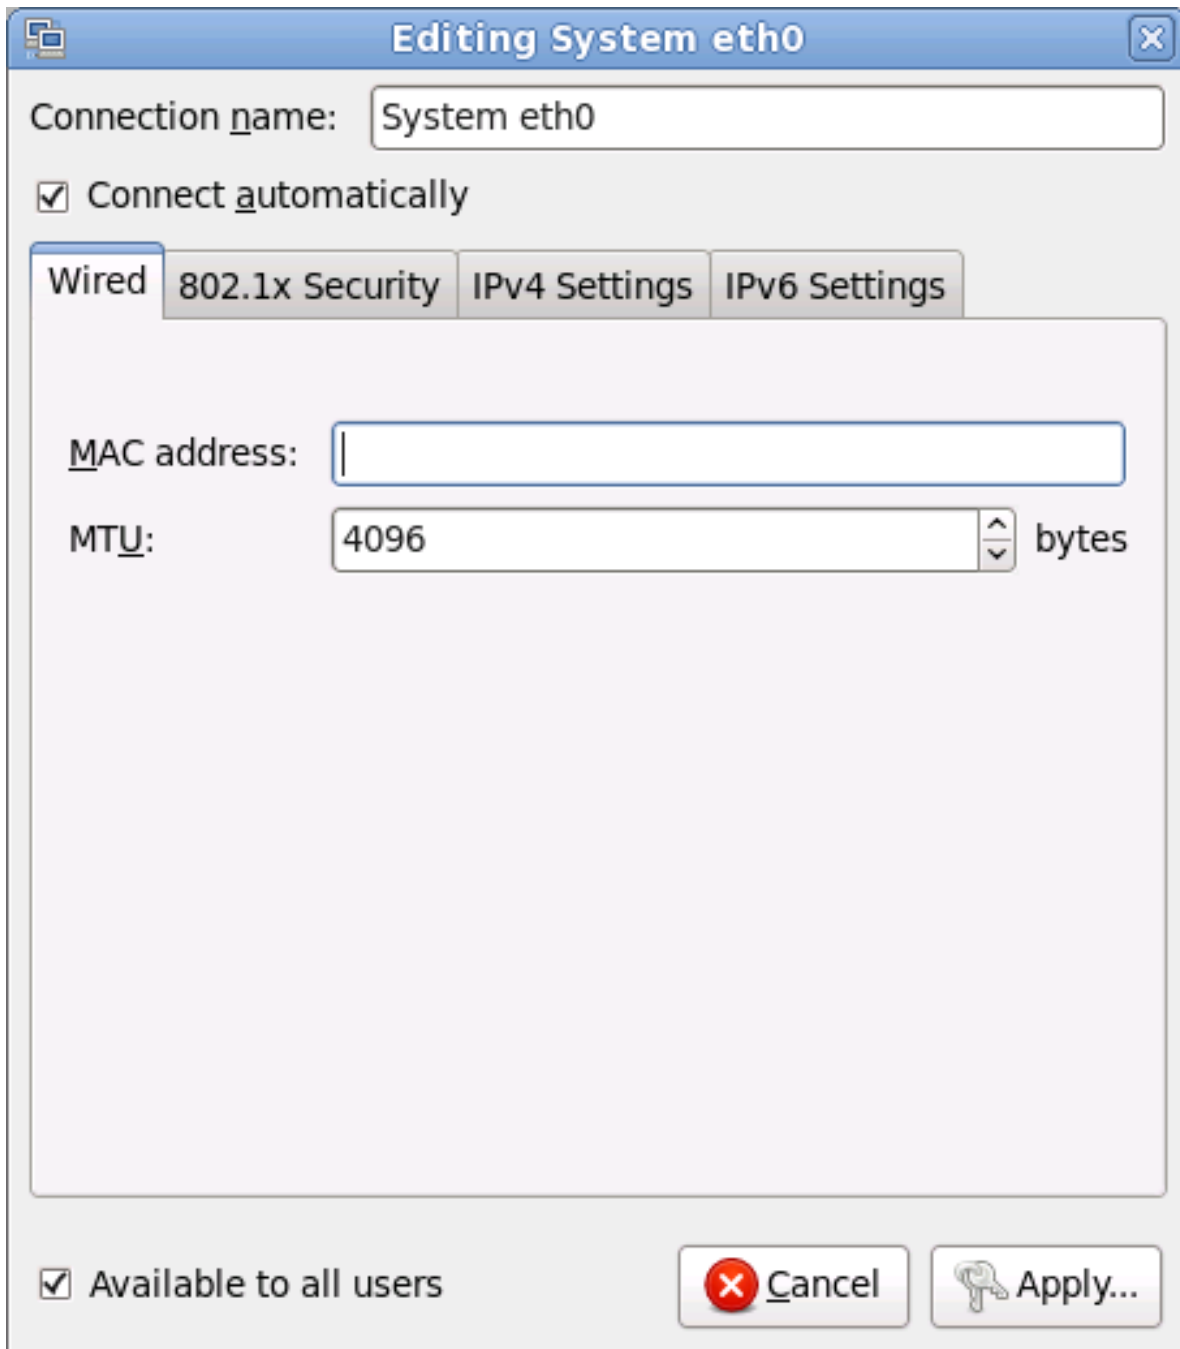 Editing System eth0
Connection name: System eth0
Connect automatically
Wired 802.1x Security IPv4 Settings IPv6 Settings
MAC address:
MTU: 4096 bytes
Available to all users Cancel Apply...